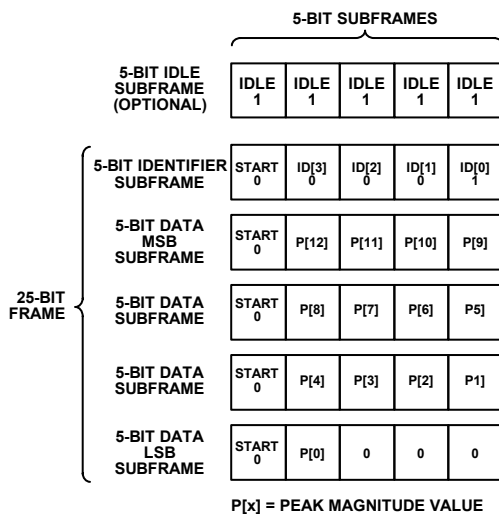 5-BIT SUBFRAMES
5-BIT IDLE
SUBFRAME
(OPTIONAL)
IDLE IDLE IDLE IDLE IDLE
1 1 1 1 1
25-BIT
FRAME
5-BIT IDENTIFIER
SUBFRAME
START ID[3] ID[2] ID[1] ID[0]
0 0 0 0 1
5-BIT DATA
MSB
SUBFRAME
START
0 P[12] P[11] P[10] P[9]
5-BIT DATA
SUBFRAME
START
0 P[8] P[7] P[6] P5]
5-BIT DATA
SUBFRAME
START
0 P[4] P[3] P[2] P1]
5-BIT DATA
LSB
SUBFRAME
START
0 P[0] 0 0 0
P[x] = PEAK MAGNITUDE VALUE